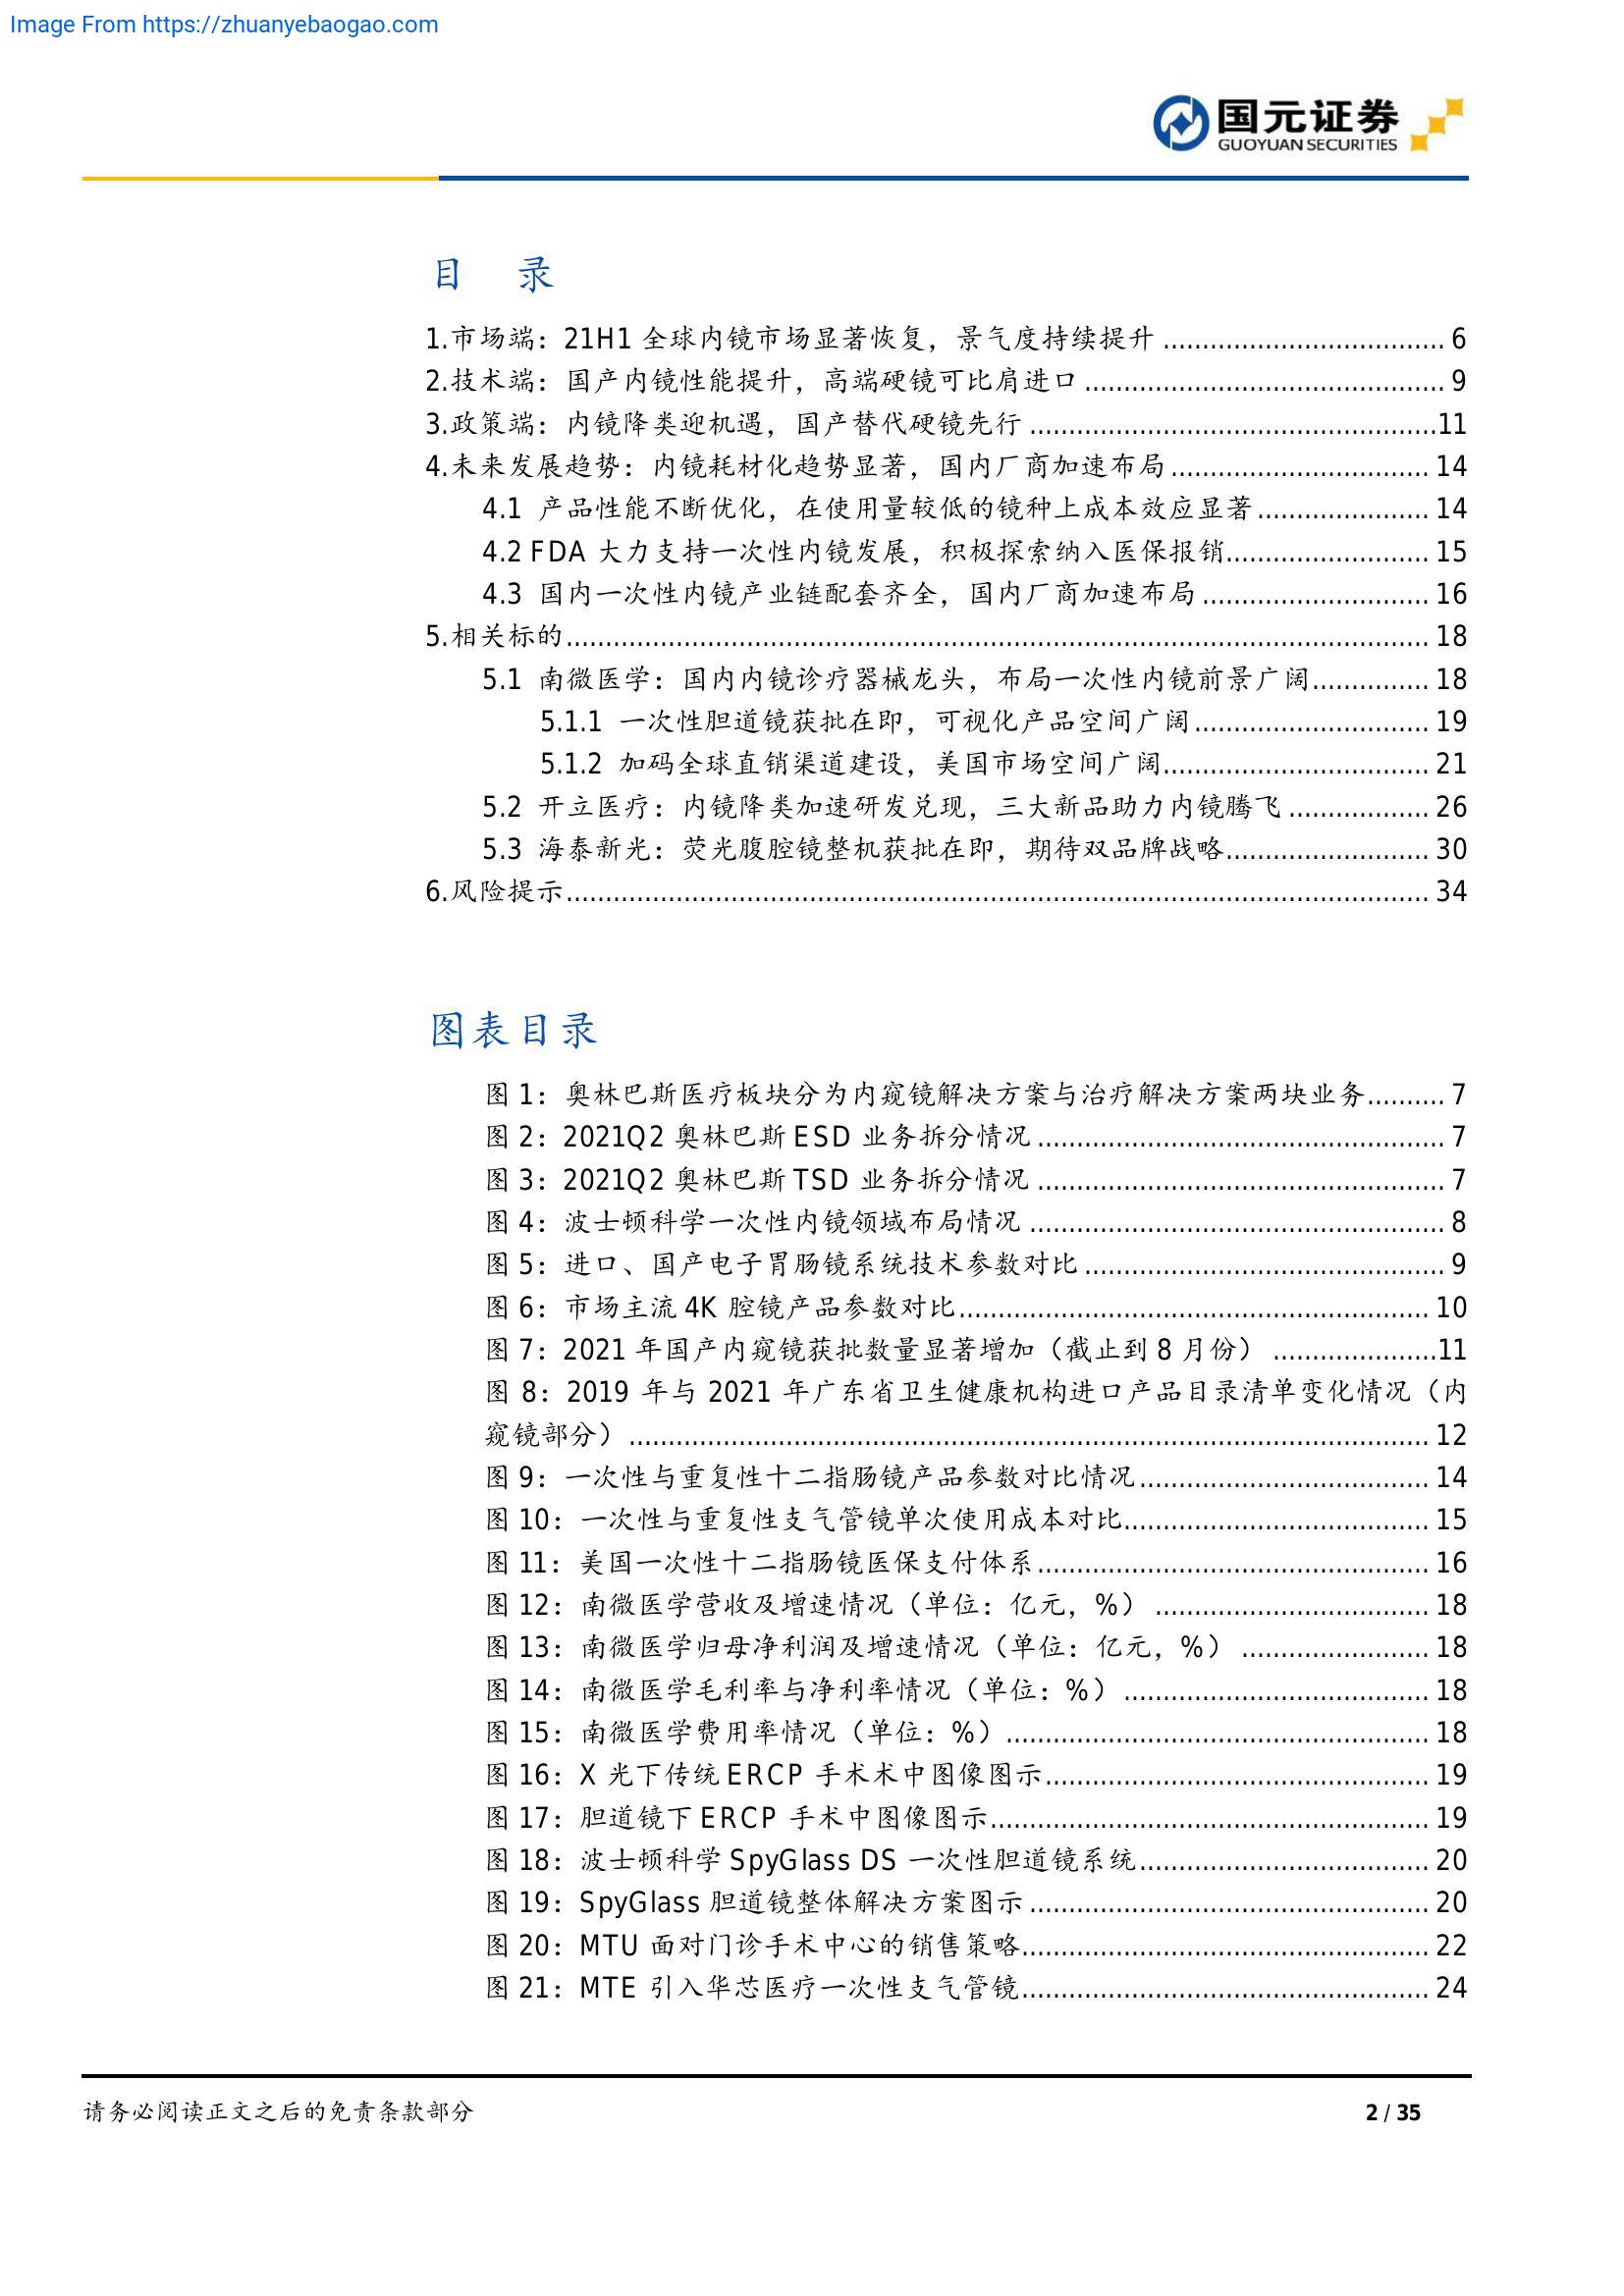 Image From https://zhuanyebaogao.com
国元证券
GUOYUAN SECURITIES
目 录
1.市场端：21H1 全球内镜市场显著恢复，景气度持续提升 .................................... 6
2.技术端：国产内镜性能提升，高端硬镜可比肩进口 .............................................. 9
3.政策端：内镜降类迎机遇，国产替代硬镜先行 ....................................................11
4.未来发展趋势：内镜耗材化趋势显著，国内厂商加速布局 ................................. 14
4.1 产品性能不断优化，在使用量较低的镜种上成本效应显著 ...................... 14
4.2 FDA 大力支持一次性内镜发展，积极探索纳入医保报销.......................... 15
4.3 国内一次性内镜产业链配套齐全，国内厂商加速布局 ............................. 16
5.相关标的.............................................................................................................. 18
5.1 南微医学：国内内镜诊疗器械龙头，布局一次性内镜前景广阔............... 18
5.1.1 一次性胆道镜获批在即，可视化产品空间广阔.............................. 19
5.1.2 加码全球直销渠道建设，美国市场空间广阔.................................. 21
5.2 开立医疗：内镜降类加速研发兑现，三大新品助力内镜腾飞 .................. 26
5.3 海泰新光：荧光腹腔镜整机获批在即，期待双品牌战略.......................... 30
6.风险提示.............................................................................................................. 34
图表目录
图 1：奥林巴斯医疗板块分为内窥镜解决方案与治疗解决方案两块业务.......... 7
图 2：2021Q2 奥林巴斯 ESD 业务拆分情况 .................................................... 7
图 3：2021Q2 奥林巴斯 TSD 业务拆分情况 .................................................... 7
图 4：波士顿科学一次性内镜领域布局情况 ..................................................... 8
图 5：进口、国产电子胃肠镜系统技术参数对比 .............................................. 9
图 6：市场主流 4K 腔镜产品参数对比............................................................ 10
图 7：2021 年国产内窥镜获批数量显著增加（截止到 8 月份） .....................11
图 8：2019 年与 2021 年广东省卫生健康机构进口产品目录清单变化情况（内
窥镜部分） ...................................................................................................... 12
图 9：一次性与重复性十二指肠镜产品参数对比情况..................................... 14
图 10：一次性与重复性支气管镜单次使用成本对比....................................... 15
图 11：美国一次性十二指肠镜医保支付体系.................................................. 16
图 12：南微医学营收及增速情况（单位：亿元，%） ................................... 18
图 13：南微医学归母净利润及增速情况（单位：亿元，%） ........................ 18
图 14：南微医学毛利率与净利率情况（单位：%） ....................................... 18
图 15：南微医学费用率情况（单位：%）...................................................... 18
图 16：X 光下传统 ERCP 手术术中图像图示................................................. 19
图 17：胆道镜下 ERCP 手术中图像图示........................................................ 19
图 18：波士顿科学 SpyGlass DS 一次性胆道镜系统..................................... 20
图 19：SpyGlass 胆道镜整体解决方案图示 ................................................... 20
图 20：MTU 面对门诊手术中心的销售策略.................................................... 22
图 21：MTE 引入华芯医疗一次性支气管镜.................................................... 24
请务必阅读正文之后的免责条款部分
2 / 35